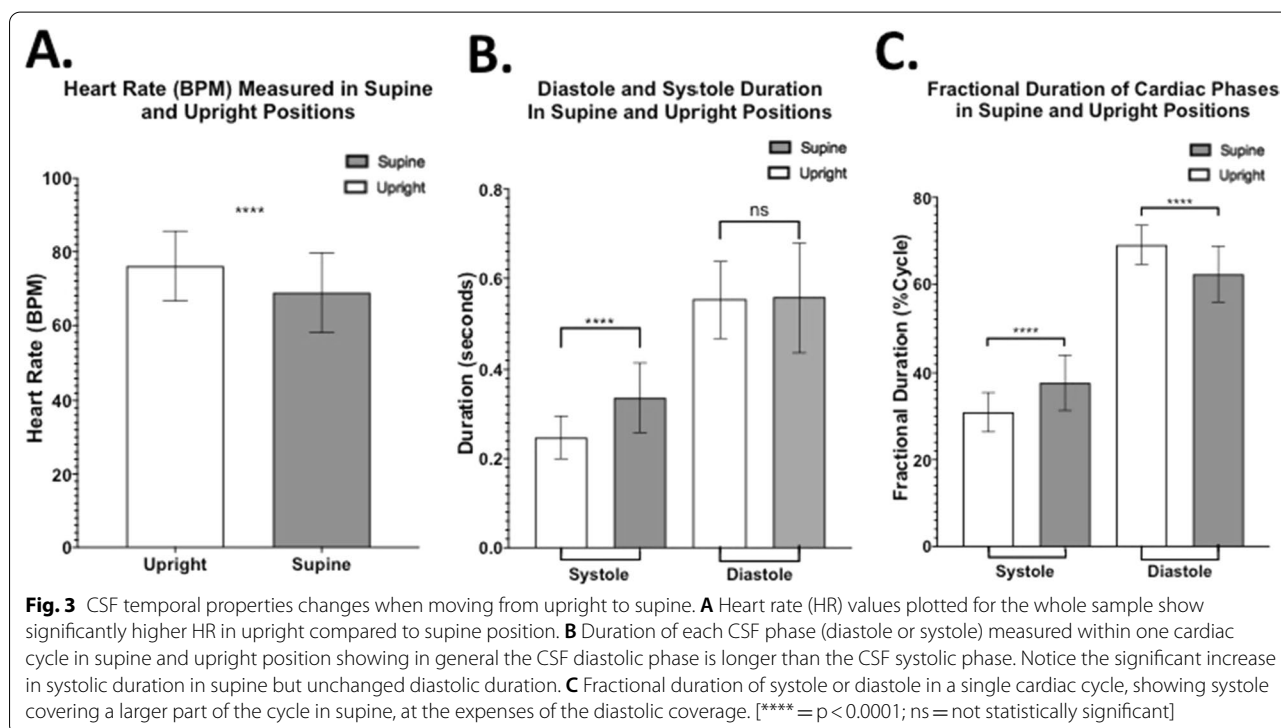 A.
Heart Rate (BPM) Measured in Supine
and Upright Positions
Supine
Upright
****
100
80
60
40
20
0
Heart Rate (BPM)
Upright
Supine
B.
Diastole and Systole Duration
In Supine and Upright Positions
Supine
Upright
0.8
0.6
0.4
0.2
0.0
Duration (seconds)
****
ns
Systole
Diastole
C.
Fractional Duration of Cardiac Phases
in Supine and Upright Positions
Supine
Upright
80
60
40
20
0
Fractional Duration (%Cycle)
****
****
Systole
Diastole
Fig. 3 CSF temporal properties changes when moving from upright to supine. A Heart rate (HR) values plotted for the whole sample show
significantly higher HR in upright compared to supine position. B Duration of each CSF phase (diastole or systole) measured within one cardiac
cycle in supine and upright position showing in general the CSF diastolic phase is longer than the CSF systolic phase. Notice the significant increase
in systolic duration in supine but unchanged diastolic duration. C Fractional duration of systole or diastole in a single cardiac cycle, showing systole
covering a larger part of the cycle in supine, at the expenses of the diastolic coverage. [**** = p < 0.0001; ns = not statistically significant]